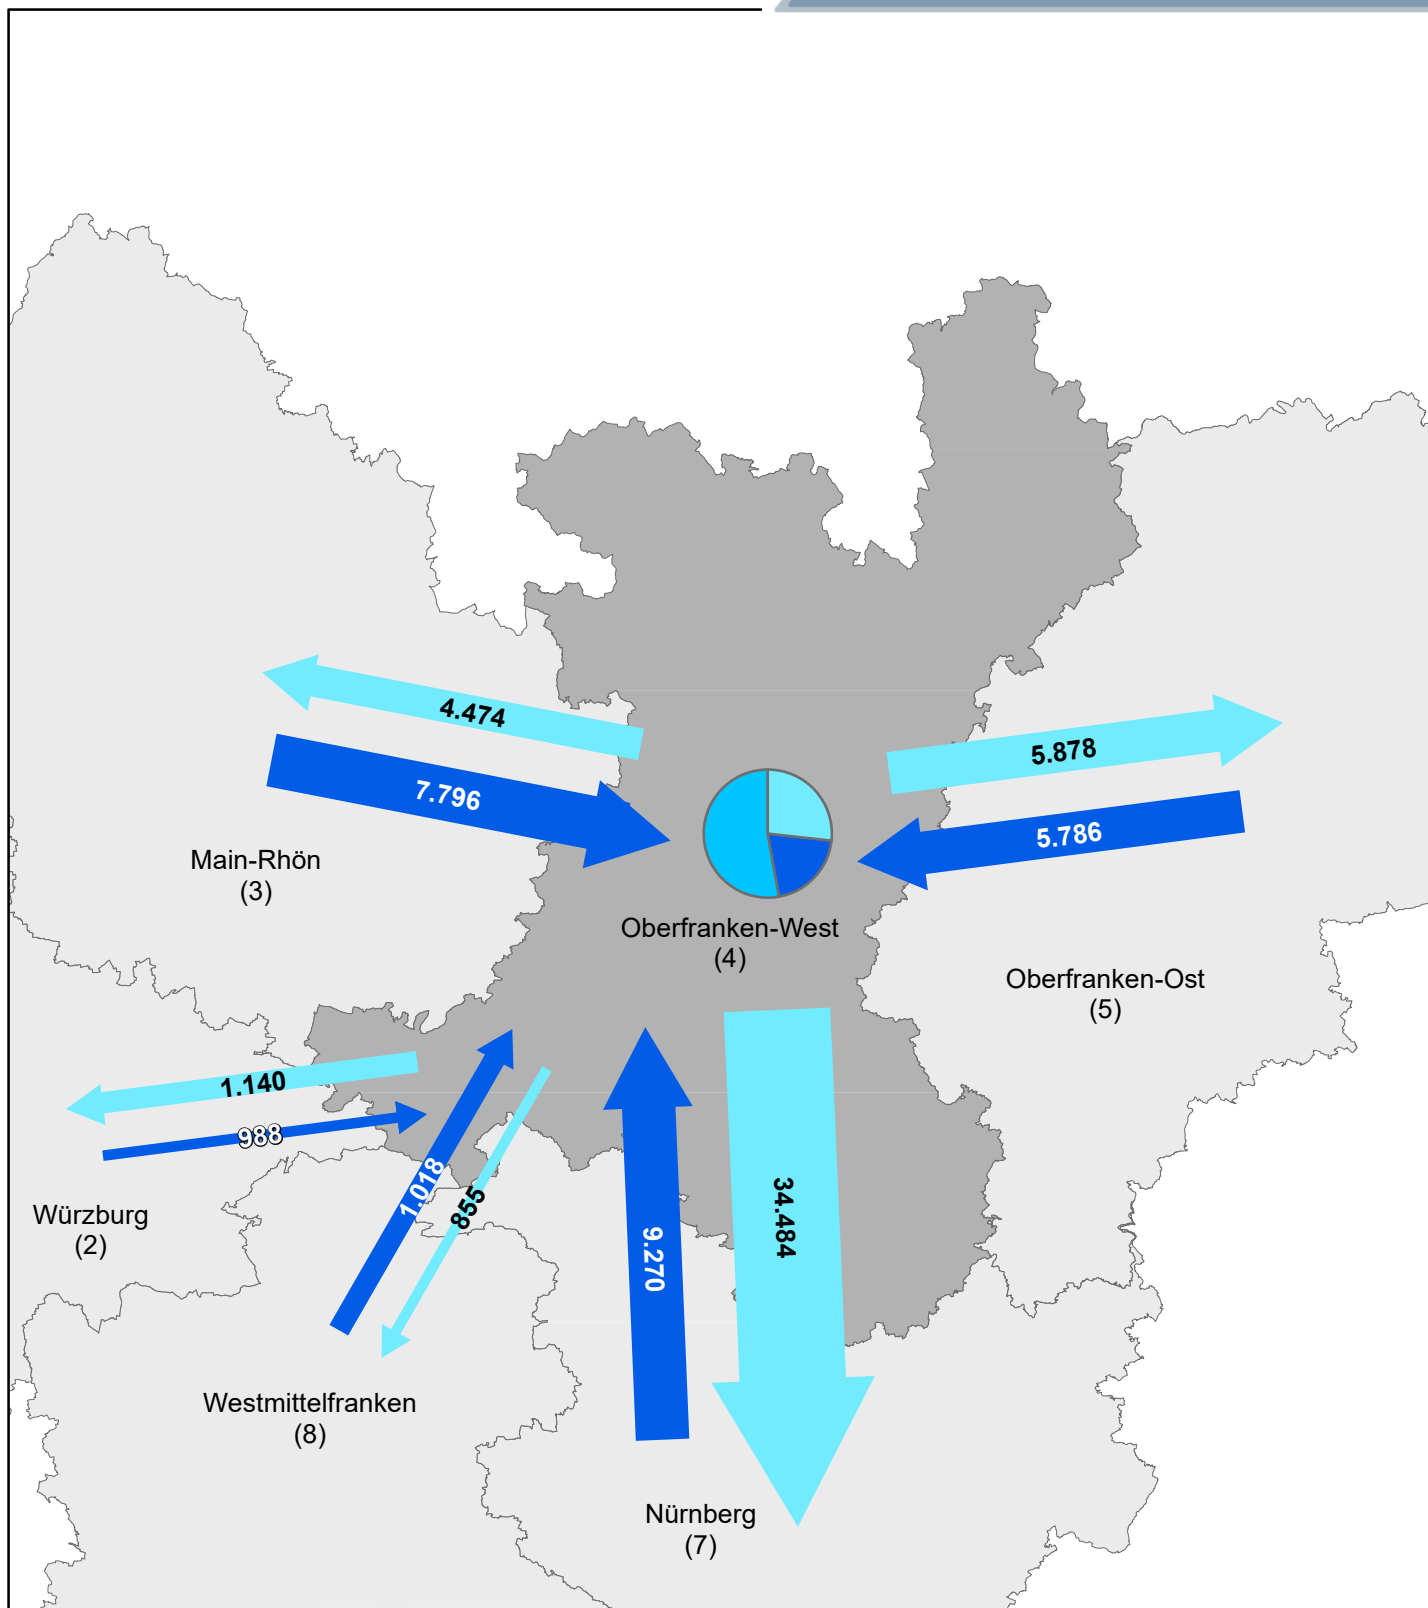 4.474
7.796
5.878
5.786
Main-Rhön
(3)
Oberfranken-West
(4)
Oberfranken-Ost
(5)
1.140
988
1.018
855
9.270
34.484
Würzburg
(2)
Westmittelfranken
(8)
Nürnberg
(7)